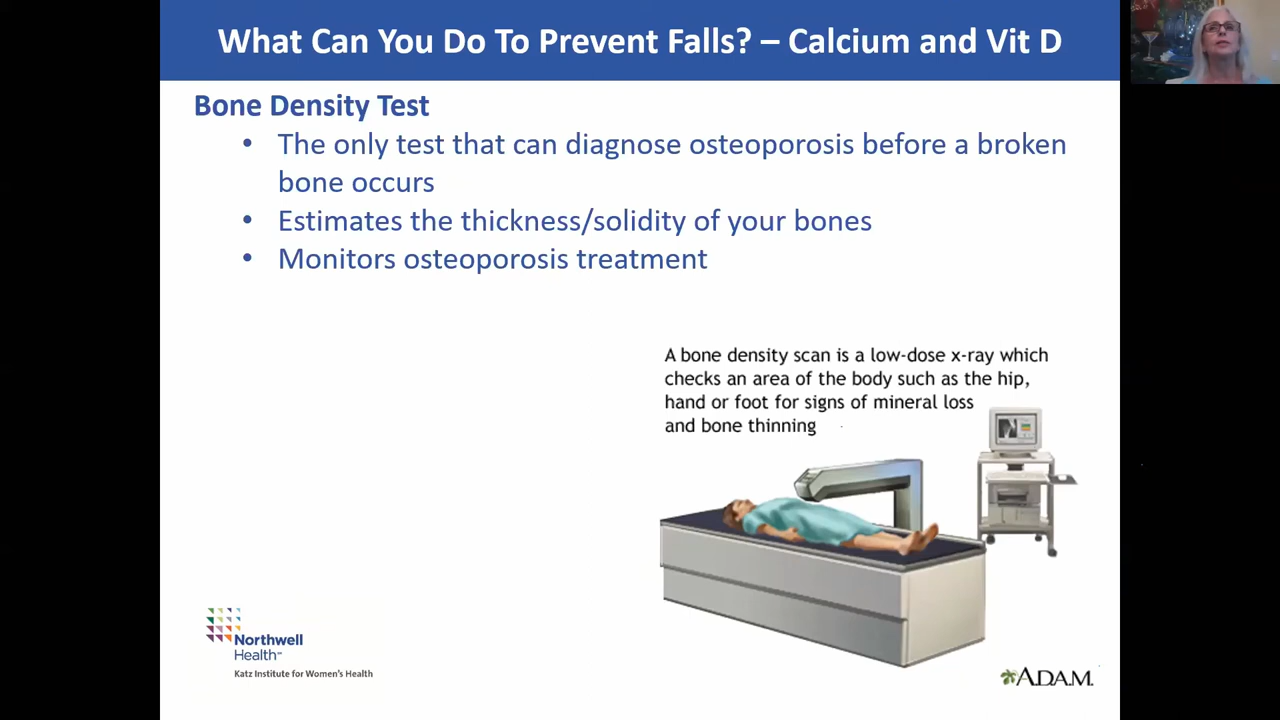 What Can You Do To Prevent Falls? – Calcium and Vit D
Bone Density Test
• The only test that can diagnose osteoporosis before a broken
bone occurs
• Estimates the thickness/solidity of your bones
• Monitors osteoporosis treatment
A bone density scan is a low-dose x-ray which
checks an area of the body such as the hip,
hand or foot for signs of mineral loss
and bone thinning
Northwell
Health™
Katz Institute for Women's Health
A.D.A.M.